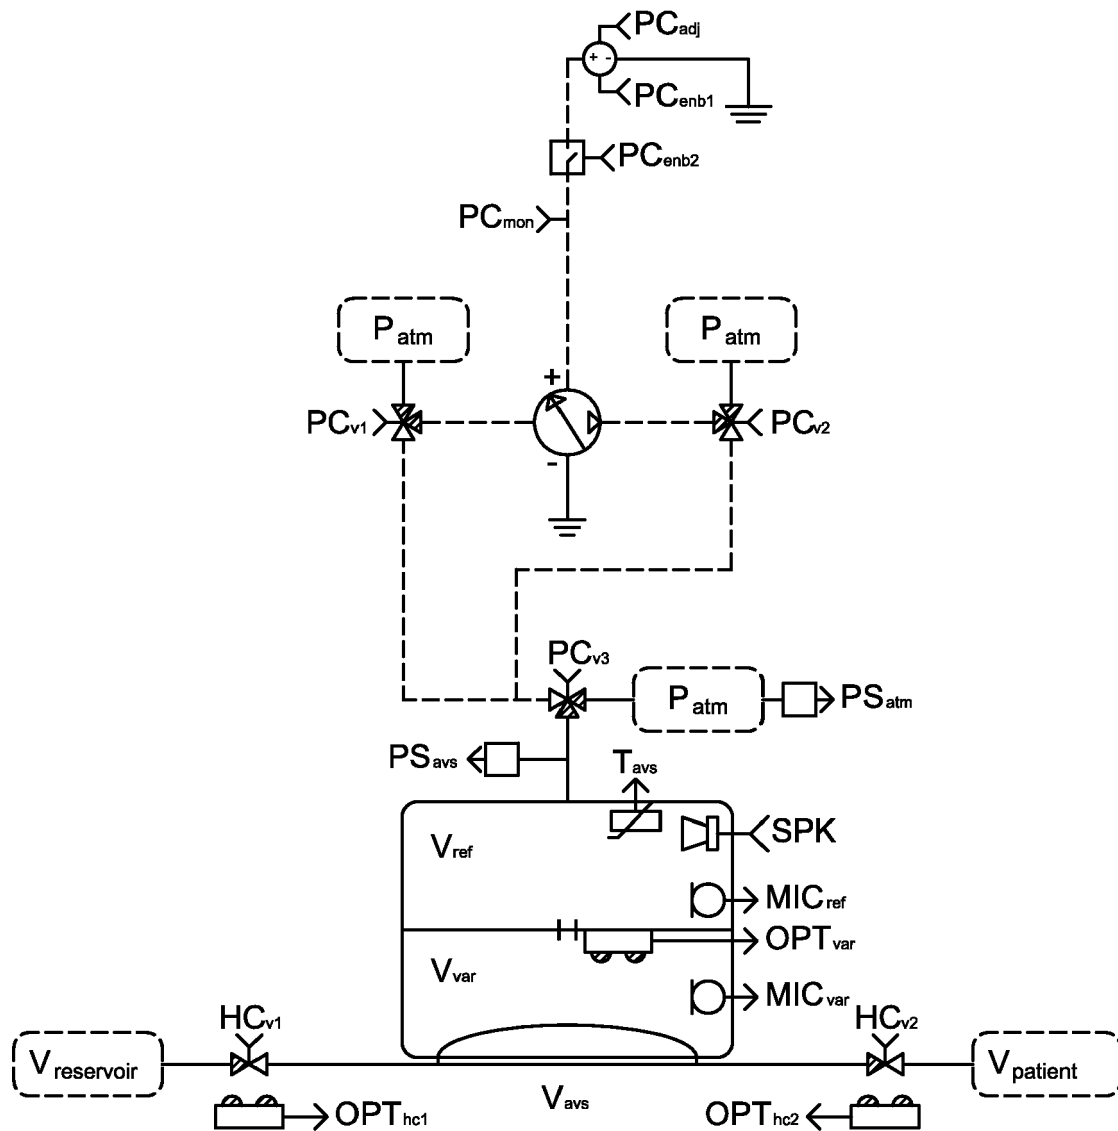 PCadj
+ -
PCenb1
PCenb2
PCmon
Patm
Patm
+
PCv1
PCv2
-
PCv3
Patm
PSatm
PSavs
Tavs
Vref
SPK
MICref
OPTvar
Vvar
MICvar
HCv1
HCv2
Vreservoir
Vpatient
Vavs
OPThc1
OPThc2